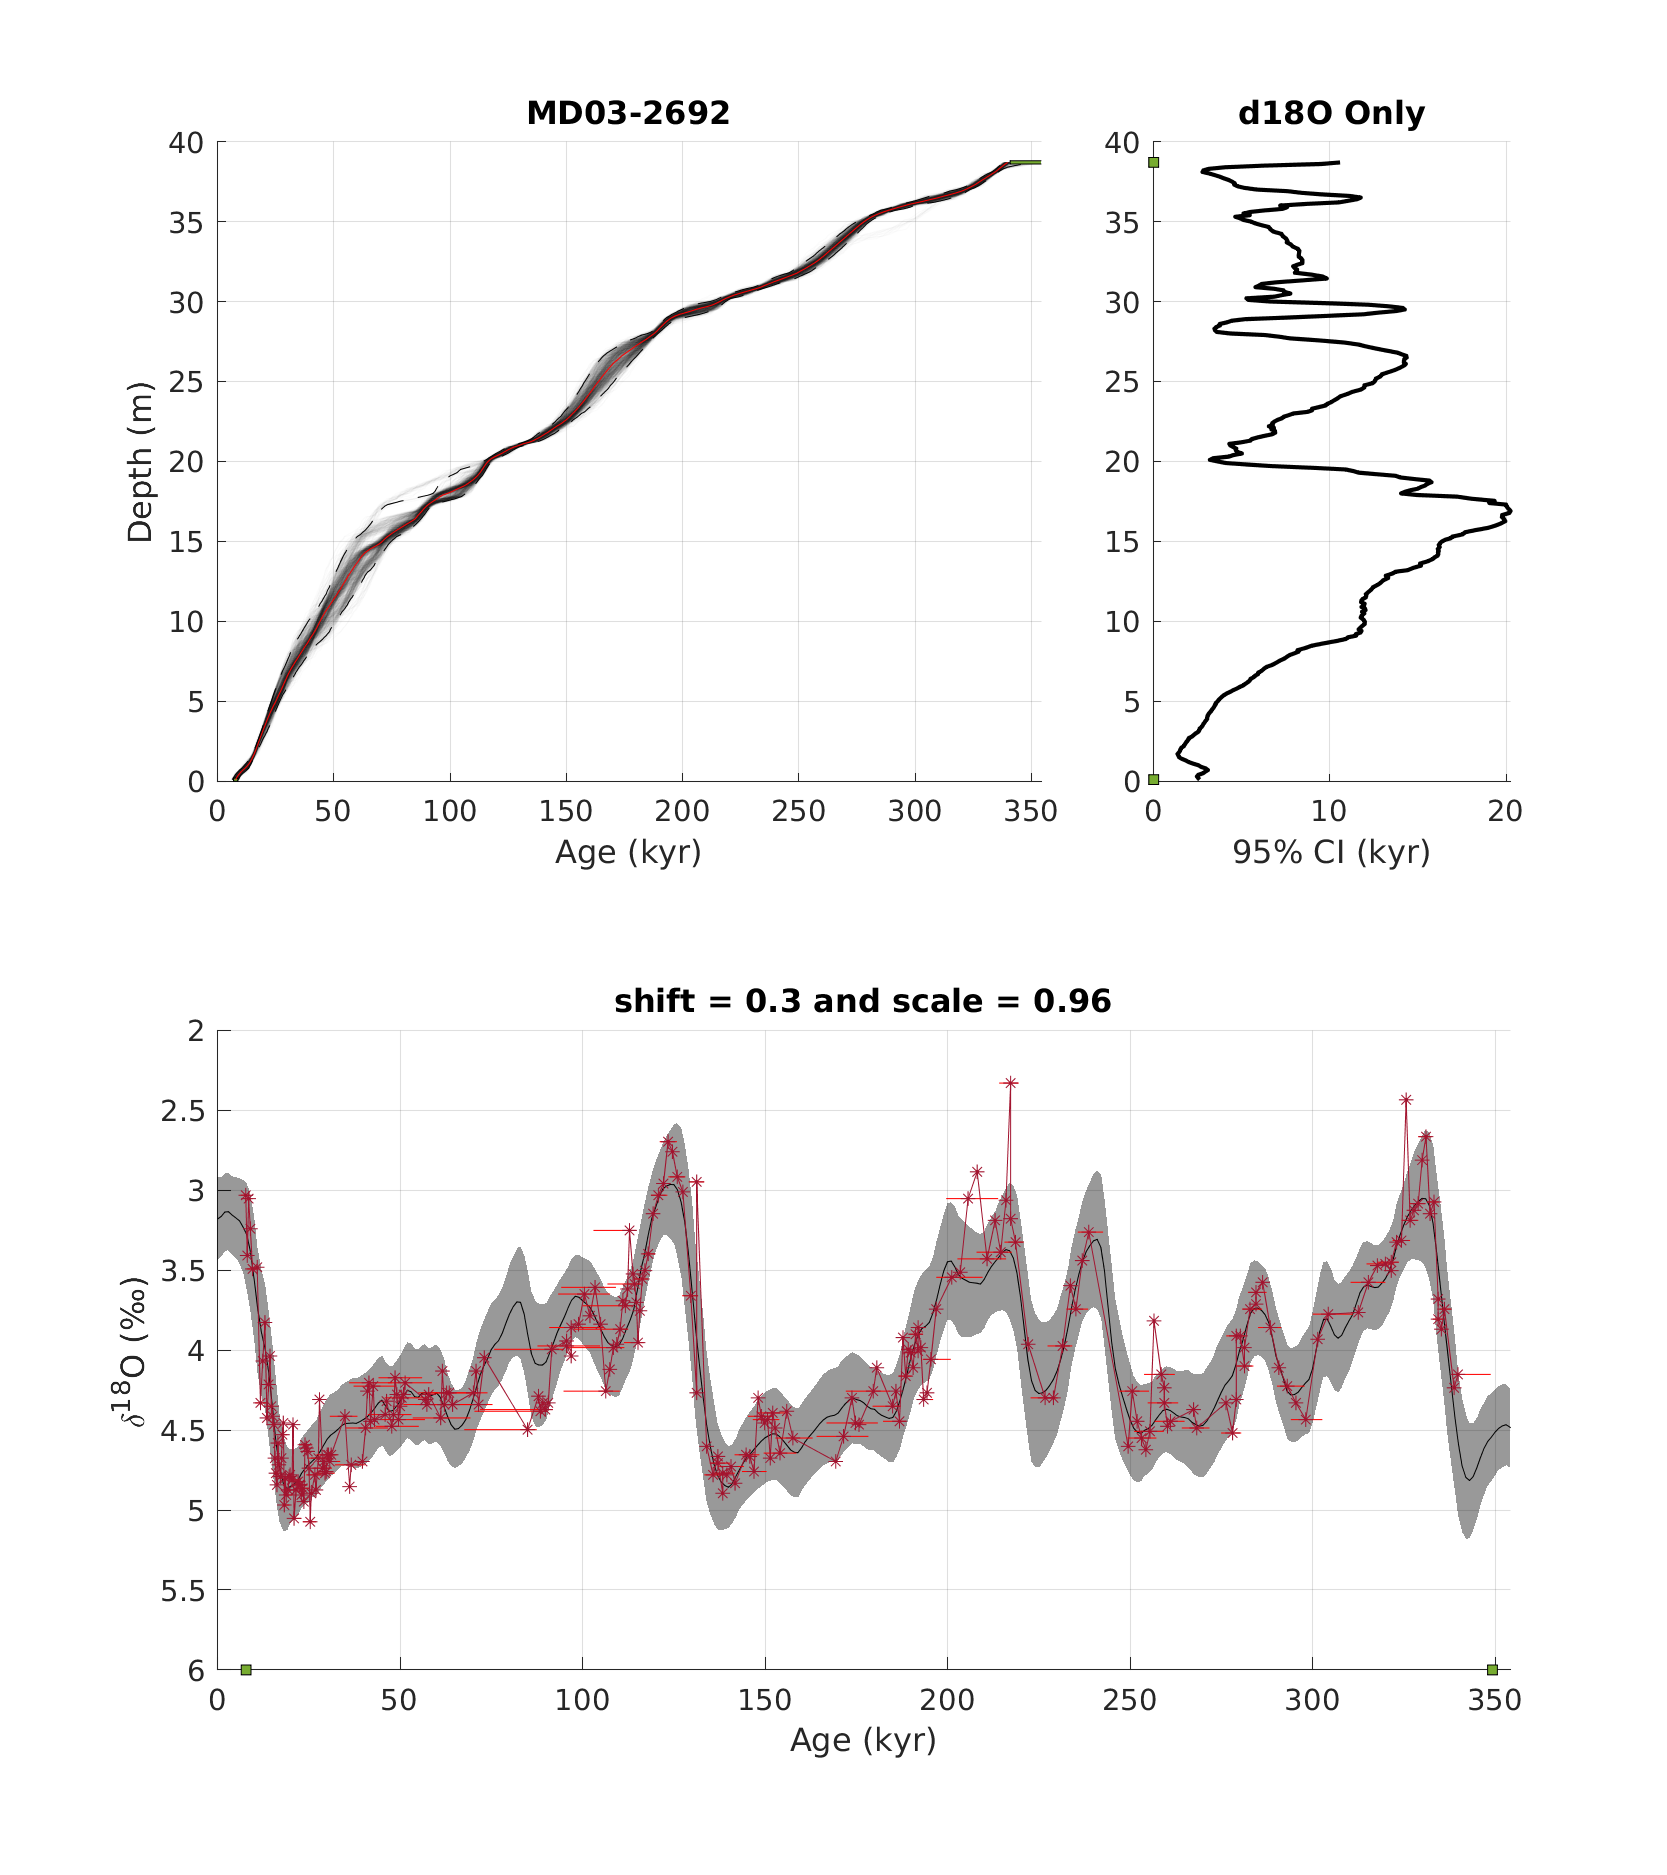 MD03-2692
d18O Only
40
35
30
25
20
15
10
5
0
Depth (m)
0 50 100 150 200 250 300 350
Age (kyr)
40
35
30
25
20
15
10
5
0
0 10 20
95% CI (kyr)
shift = 0.3 and scale = 0.96
2
2.5
3
3.5
4
4.5
5
5.5
6
δ¹⁸O (‰)
0 50 100 150 200 250 300 350
Age (kyr)